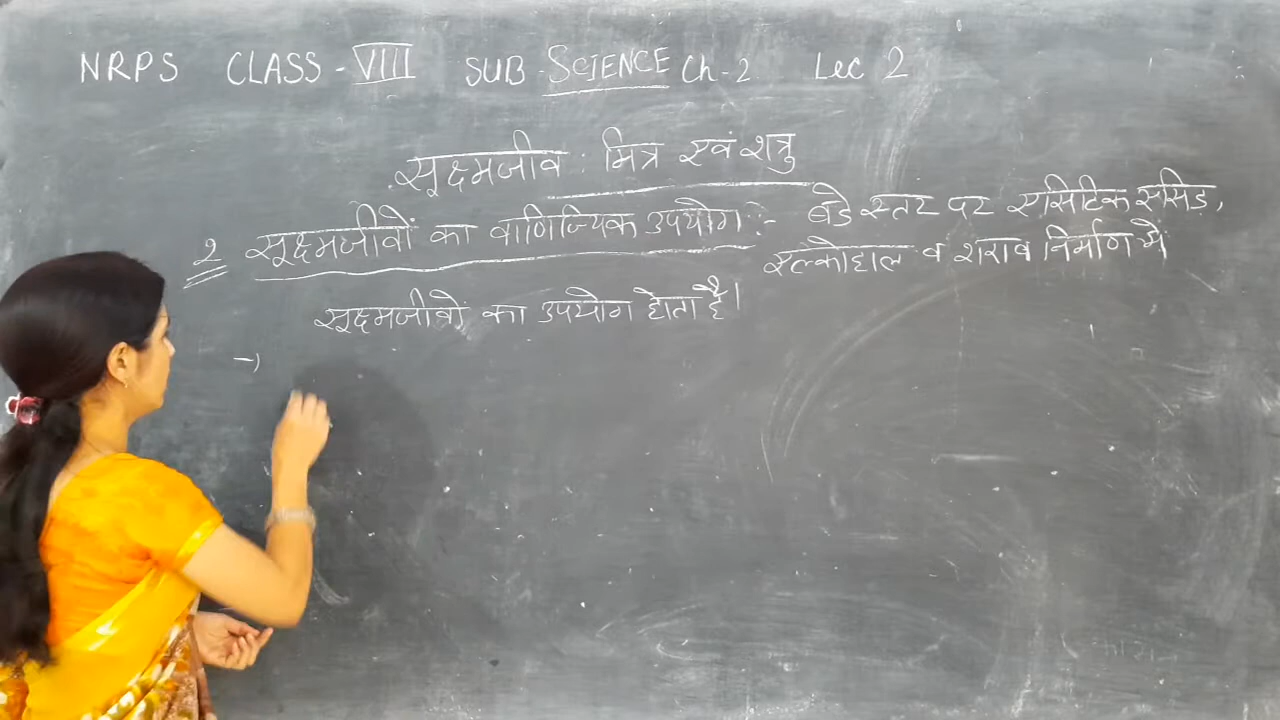 NRPS CLASS - VIII SUB - SCIENCE Ch - 2 Lec 2
सूक्ष्मजीव : मित्र एवं शत्रु
2 सूक्ष्मजीवों का वाणिज्यिक उपयोग :- बडे स्तर पर एसिटिक एसिड,
एल्कोहाल व शराब निर्माण में
सूक्ष्मजीवों का उपयोग होता है।
→